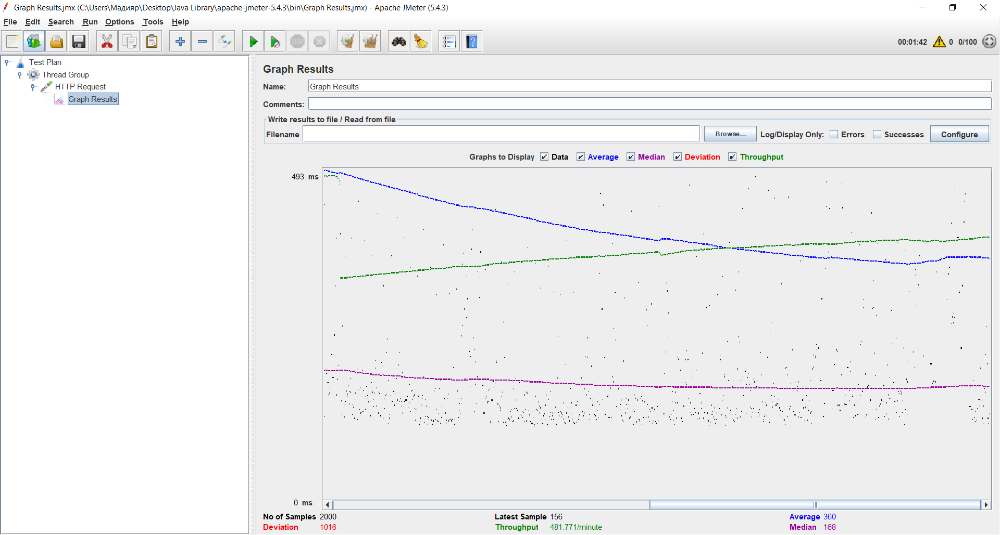 Graph Results.jmx (C:\Users\Мадияр\Desktop\Java Library\apache-jmeter-5.4.3\bin\Graph Results.jmx) - Apache JMeter (5.4.3)
File Edit Search Run Options Tools Help
STOP
00:01:42 0 0/100
Test Plan
Thread Group
HTTP Request
Graph Results
Graph Results
Name: Graph Results
Comments:
Write results to file / Read from file
Filename Browse... Log/Display Only: Errors Successes Configure
Graphs to Display Data Average Median Deviation Throughput
493 ms
0 ms
No of Samples 2000 Latest Sample 156 Average 360
Deviation 1016 Throughput 481.771/minute Median 168